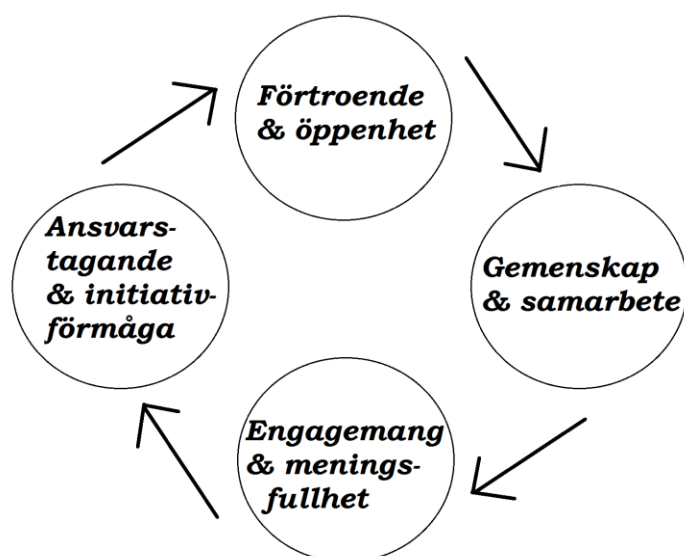 Förtroende
& öppenhet
Gemenskap
& samarbete
Engagemang
& menings-
fullhet
Ansvars-
tagande
& initiativ-
förmåga